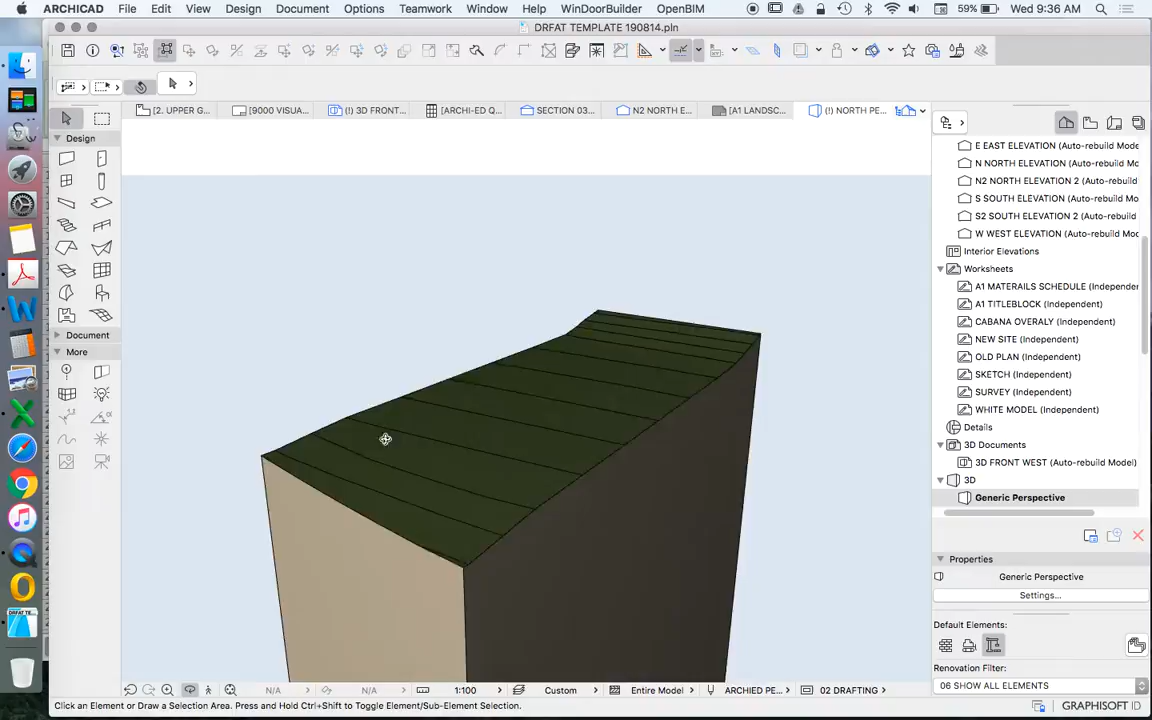 ARCHICAD File Edit View Design Document Options Teamwork Window Help WinDoorBuilder OpenBIM 59% Wed 9:36 AM
DRFAT TEMPLATE 190814.pln
[2. UPPER G... [9000 VISUA... (!) 3D FRONT... [ARCHI-ED Q... SECTION 03... N2 NORTH E... [A1 LANDSC... (!) NORTH PE...
Design
Document
More
E EAST ELEVATION (Auto-rebuild Mode
N NORTH ELEVATION (Auto-rebuild Mo
N2 NORTH ELEVATION 2 (Auto-rebuild
S SOUTH ELEVATION (Auto-rebuild Mo
S2 SOUTH ELEVATION 2 (Auto-rebuild
W WEST ELEVATION (Auto-rebuild Mod
Interior Elevations
Worksheets
A1 MATERAILS SCHEDULE (Independer
A1 TITLEBLOCK (Independent)
CABANA OVERALY (Independent)
NEW SITE (Independent)
OLD PLAN (Independent)
SKETCH (Independent)
SURVEY (Independent)
WHITE MODEL (Independent)
Details
3D Documents
3D FRONT WEST (Auto-rebuild Model)
3D
Generic Perspective
Properties
Generic Perspective
Settings...
Default Elements:
Renovation Filter:
06 SHOW ALL ELEMENTS
N/A N/A 1:100 Custom Entire Model ARCHIED PE... 02 DRAFTING
Click an Element or Draw a Selection Area. Press and Hold Ctrl+Shift to Toggle Element/Sub-Element Selection.
GRAPHISOFT ID
DRFAT TE...